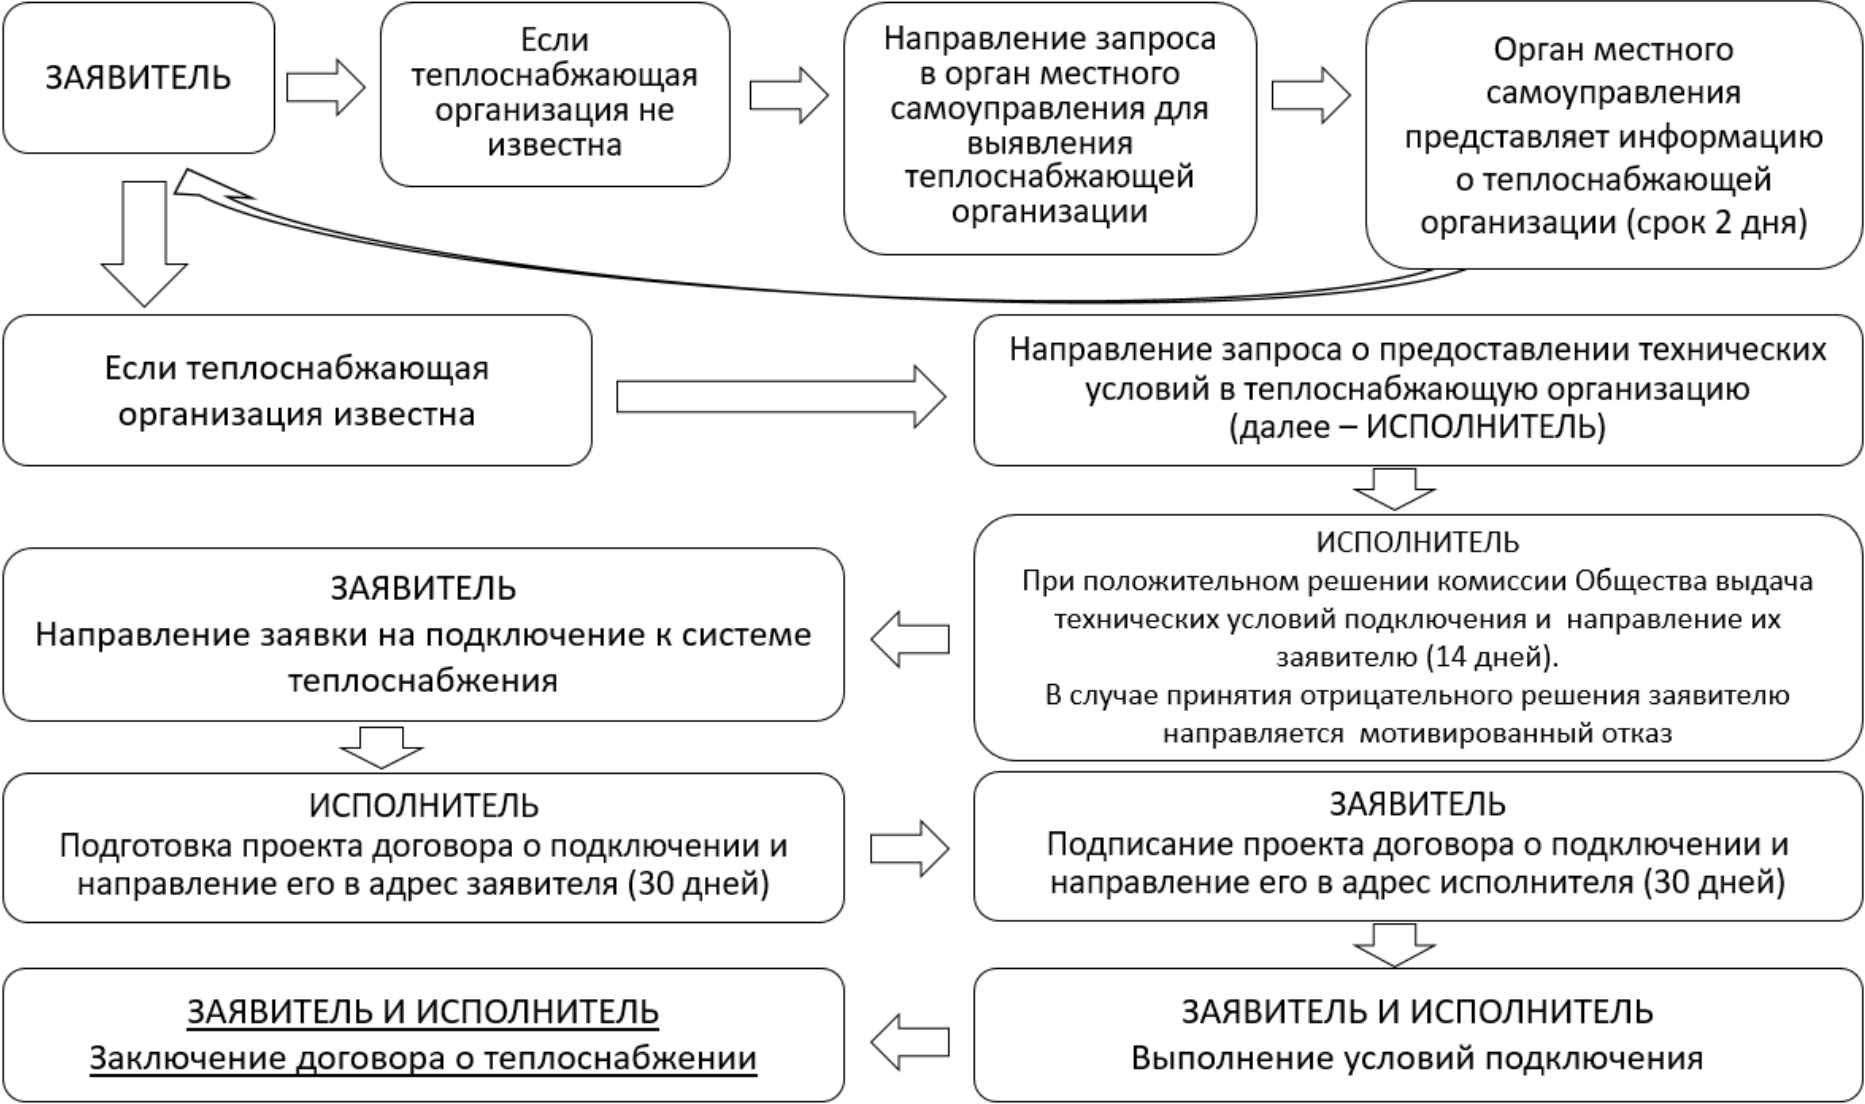 ЗАЯВИТЕЛЬ
Если
теплоснабжающая
организация не
известна
Направление запроса
в орган местного
самоуправления для
выявления
теплоснабжающей
организации
Орган местного
самоуправления
представляет информацию
о теплоснабжающей
организации (срок 2 дня)
Если теплоснабжающая
организация известна
Направление запроса о предоставлении технических
условий в теплоснабжающую организацию
(далее – ИСПОЛНИТЕЛЬ)
ИСПОЛНИТЕЛЬ
При положительном решении комиссии Общества выдача
технических условий подключения и  направление их
заявителю (14 дней).
В случае принятия отрицательного решения заявителю
направляется  мотивированный отказ
ЗАЯВИТЕЛЬ
Направление заявки на подключение к системе
теплоснабжения
ИСПОЛНИТЕЛЬ
Подготовка проекта договора о подключении и
направление его в адрес заявителя (30 дней)
ЗАЯВИТЕЛЬ
Подписание проекта договора о подключении и
направление его в адрес исполнителя (30 дней)
ЗАЯВИТЕЛЬ И ИСПОЛНИТЕЛЬ
Выполнение условий подключения
ЗАЯВИТЕЛЬ И ИСПОЛНИТЕЛЬ
Заключение договора о теплоснабжении